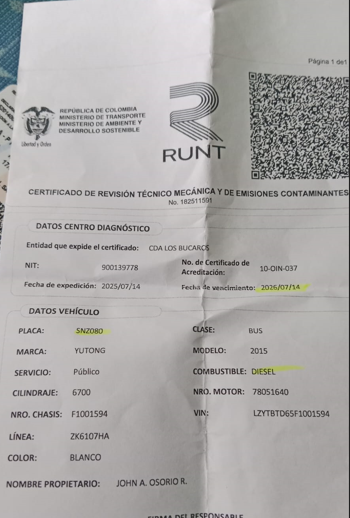 Página 1 de1
REPÚBLICA DE COLOMBIA
MINISTERIO DE TRANSPORTE
MINISTERIO DE AMBIENTE Y
DESARROLLO SOSTENIBLE
Libertad y Orden
RUNT
CERTIFICADO DE REVISIÓN TÉCNICO MECÁNICA Y DE EMISIONES CONTAMINANTES
No. 182511591
DATOS CENTRO DIAGNÓSTICO
Entidad que expide el certificado: CDA LOS BUCAROS
NIT: 900139778 No. de Certificado de Acreditación: 10-OIN-037
Fecha de expedición: 2025/07/14 Fecha de vencimiento: 2026/07/14
DATOS VEHÍCULO
PLACA: SNZ080 CLASE: BUS
MARCA: YUTONG MODELO: 2015
SERVICIO: Público COMBUSTIBLE: DIESEL
CILINDRAJE: 6700 NRO. MOTOR: 78051640
NRO. CHASIS: F1001594 VIN: LZYTBTD65F1001594
LÍNEA: ZK6107HA
COLOR: BLANCO
NOMBRE PROPIETARIO: JOHN A. OSORIO R.
FIRMA DEL RESPONSABLE